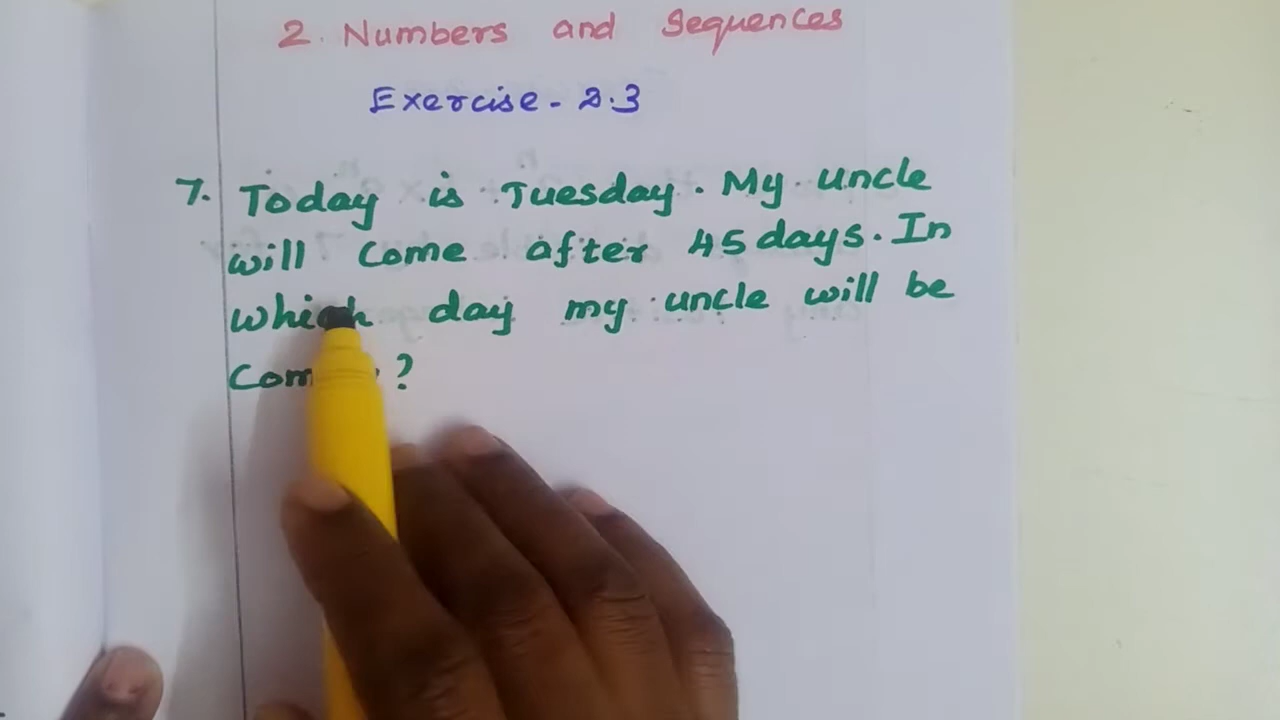 2. Numbers and Sequences
Exercise - 2.3
7. Today is Tuesday. My uncle
will come after 45 days. In
which day my uncle will be
?